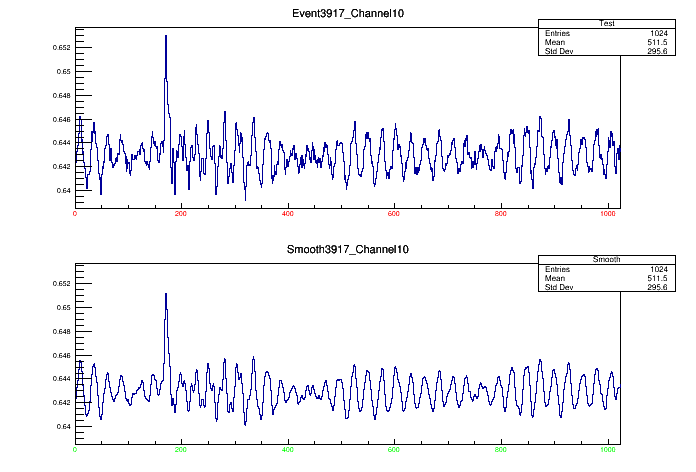 Event3917_Channel10
Test
Entries 1024
Mean 511.5
Std Dev 295.6
0.652
0.65
0.648
0.646
0.644
0.642
0.64
0 200 400 600 800 1000
Smooth3917_Channel10
Smooth
Entries 1024
Mean 511.5
Std Dev 295.6
0.652
0.65
0.648
0.646
0.644
0.642
0.64
0 200 400 600 800 1000